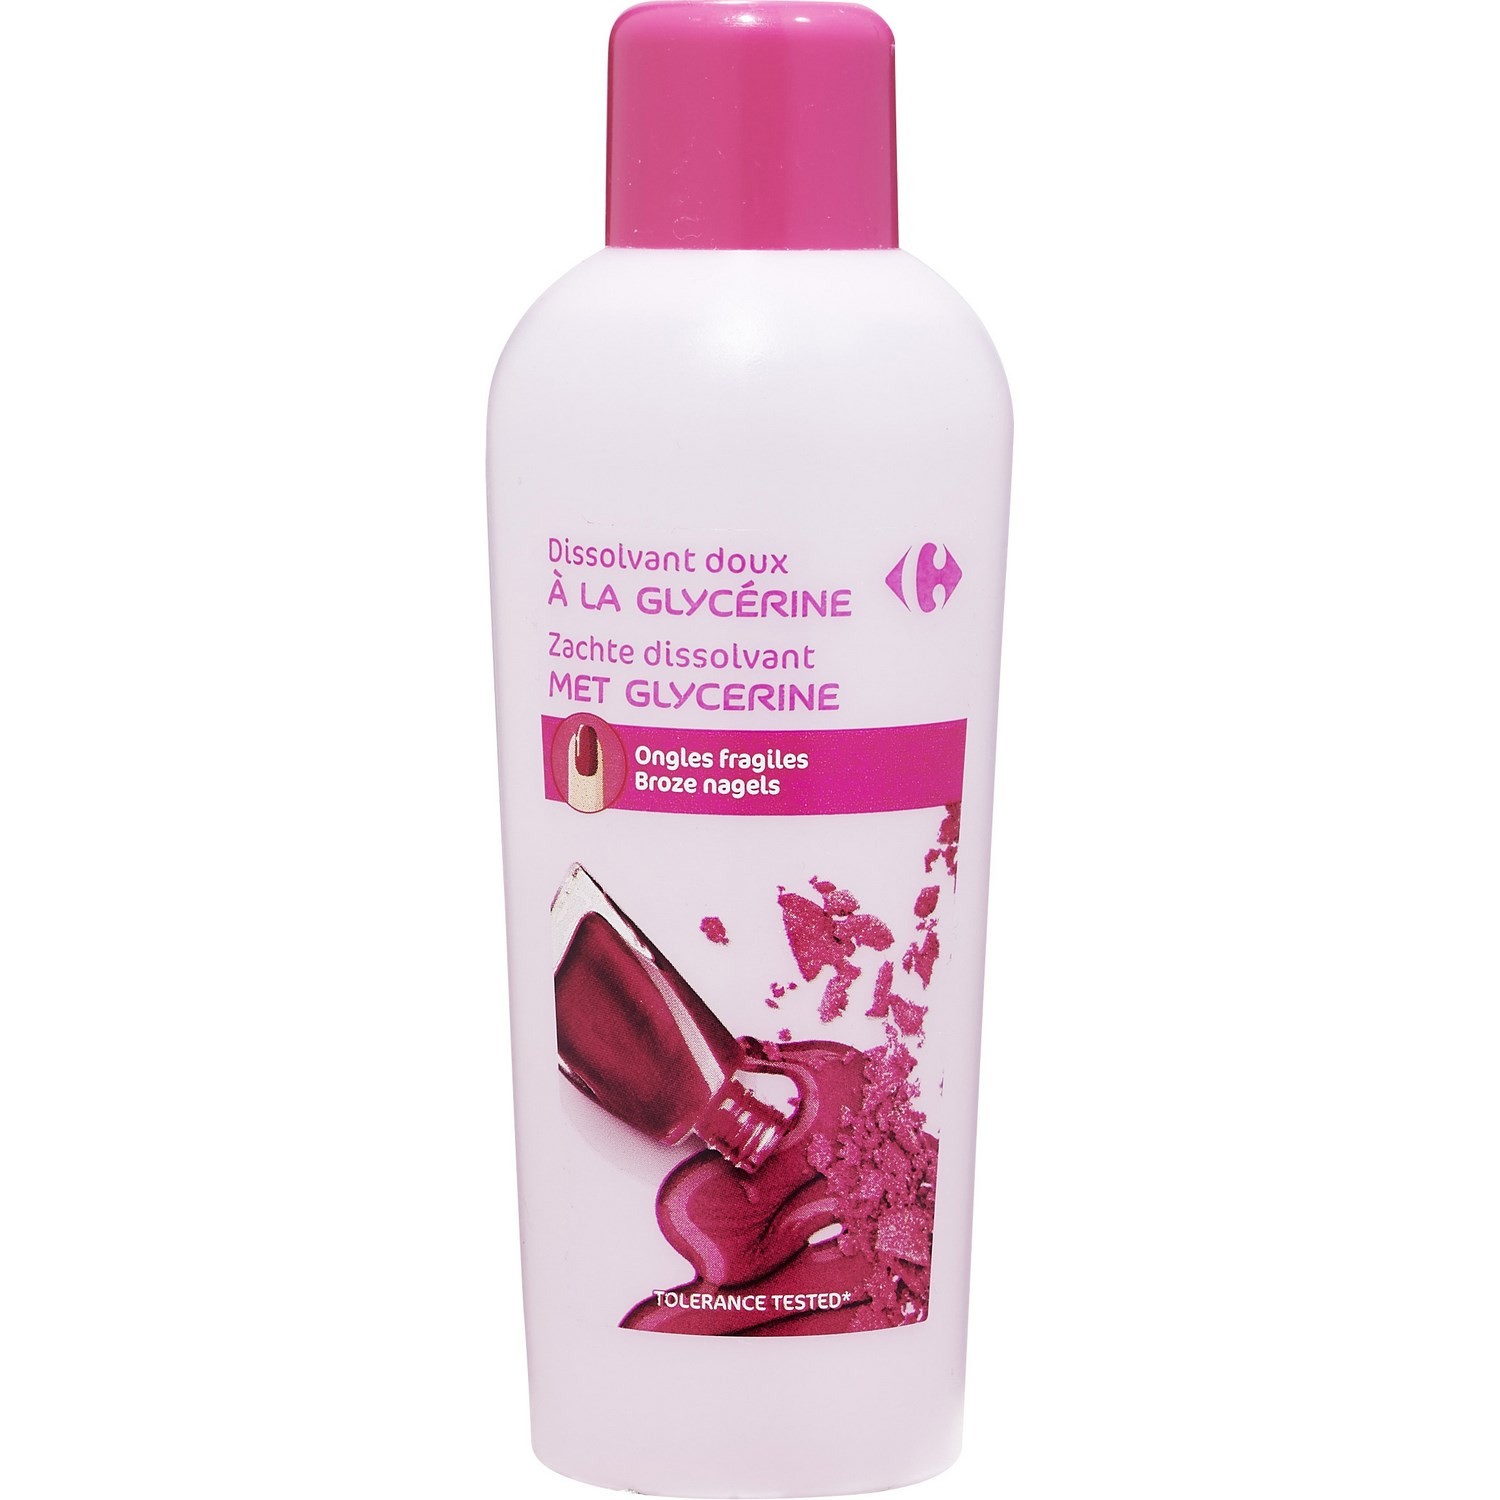 Dissolvant doux
À LA GLYCÉRINE
Zachte dissolvant
MET GLYCERINE
Ongles fragiles
Broze nagels
TOLERANCE TESTED*